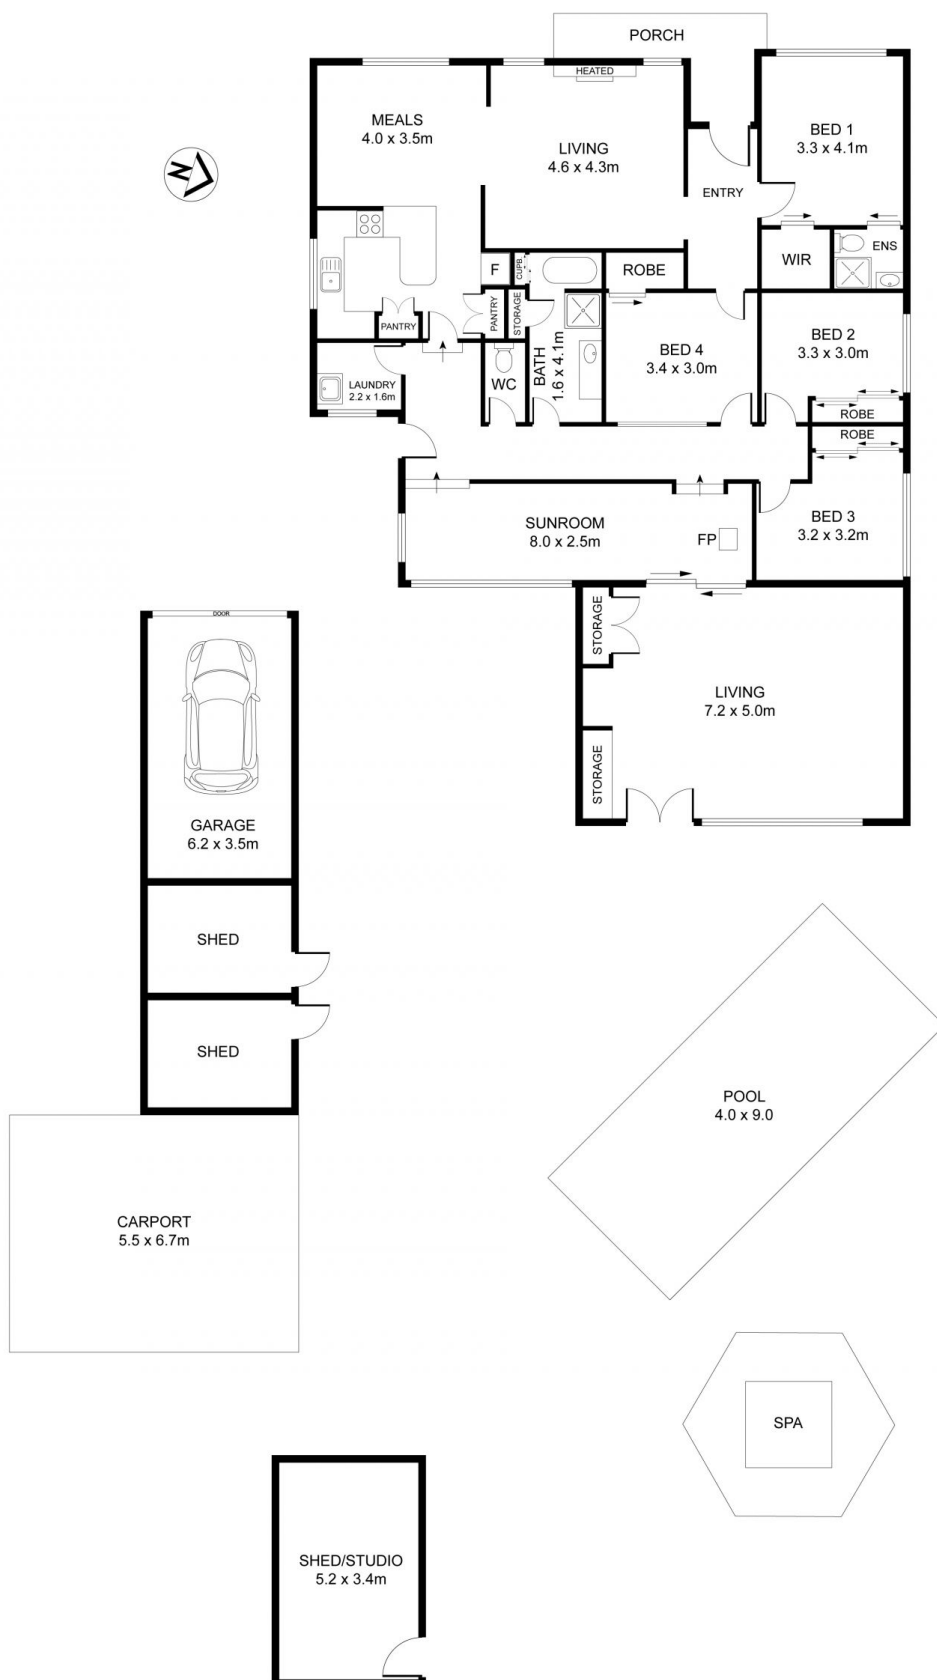 PORCH
HEATED
MEALS
4.0 x 3.5m
LIVING
4.6 x 4.3m
BED 1
3.3 x 4.1m
N
ENTRY
WIR
ENS
F
CUPB.
ROBE
PANTRY
STORAGE
PANTRY
BED 2
3.3 x 3.0m
BED 4
3.4 x 3.0m
BATH
1.6 x 4.1m
WC
LAUNDRY
2.2 x 1.6m
ROBE
ROBE
BED 3
3.2 x 3.2m
SUNROOM
8.0 x 2.5m
FP
DOOR
STORAGE
LIVING
7.2 x 5.0m
STORAGE
GARAGE
6.2 x 3.5m
SHED
SHED
POOL
4.0 x 9.0
CARPORT
5.5 x 6.7m
SPA
SHED/STUDIO
5.2 x 3.4m